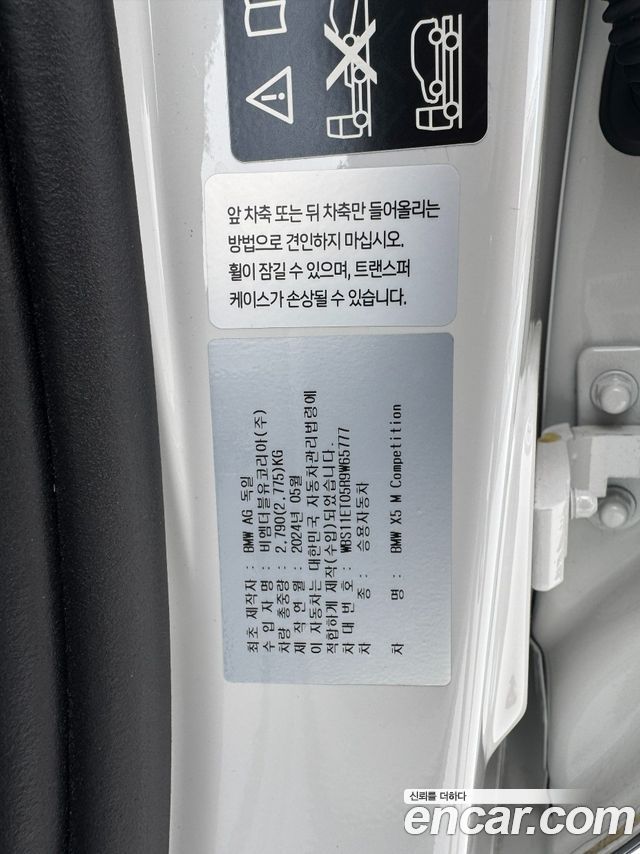 앞 차축 또는 뒤 차축만 들어올리는
방법으로 견인하지 마십시오.
휠이 잠길 수 있으며, 트랜스퍼
케이스가 손상될 수 있습니다.
최초 제작자 : BMW AG 독일
수 입 자 명 : 비엠더블유코리아(주)
차량 총중량 : 2,790(2,775)KG
제 작 연 월 : 2024년 05월
이 자동차는 대한민국 자동차관리법령에
적합하게 제작(수입)되었습니다.
차 대 번 호 : WBS11ET05R9W65777
차 종 : 승용자동차
차 명 : BMW X5 M Competition
신뢰를 더하다
encar.com